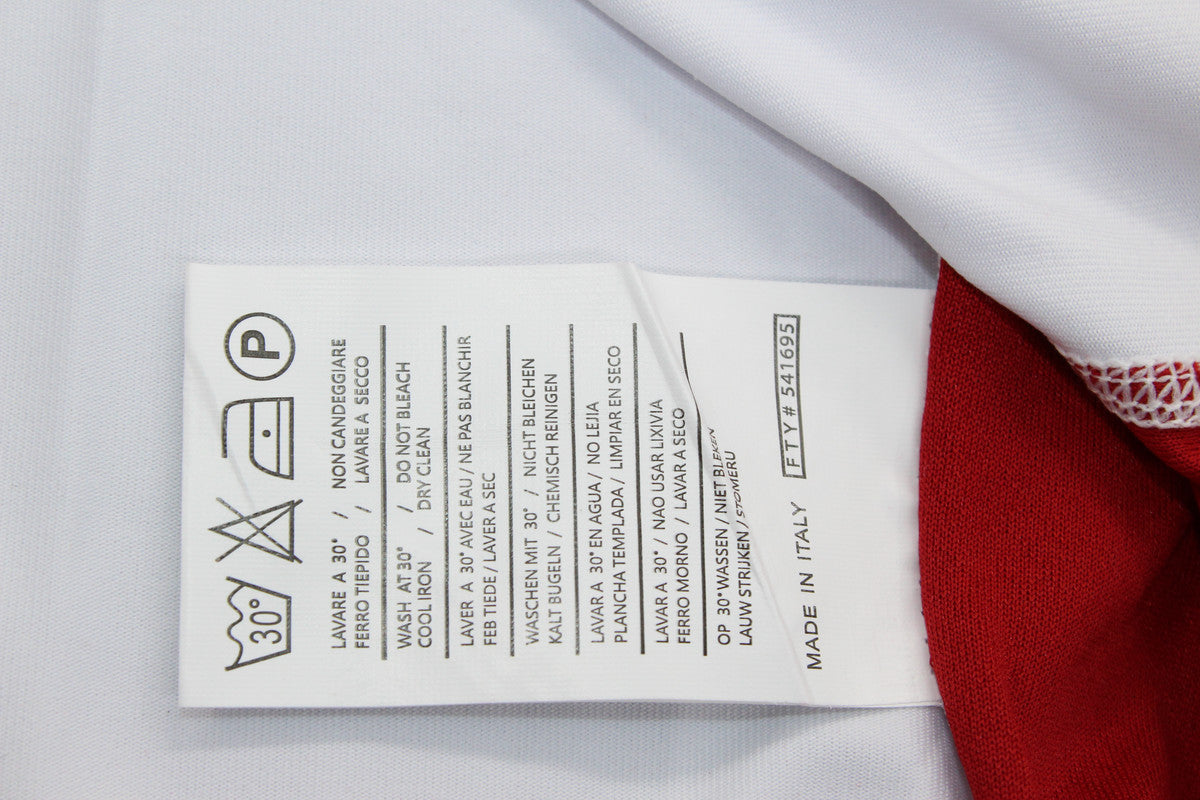 30°
P
LAVARE A 30° / NON CANDEGGIARE
FERRO TIEPIDO / LAVARE A SECCO
WASH AT 30° / DO NOT BLEACH
COOL IRON / DRY CLEAN
LAVER A 30° AVEC EAU / NE PAS BLANCHIR
FEB TIEDE / LAVER A SEC
WASCHEN MIT 30° / NICHT BLEICHEN
KALT BUGELN / CHEMISCH REINIGEN
LAVAR A 30° EN AGUA / NO LEJIA
PLANCHA TEMPLADA / LIMPIAR EN SECO
LAVAR A 30° / NAO USAR LIXIVIA
FERRO MORNO / LAVAR A SECO
OP 30° WASSEN / NIET BLEKEN
LAUW STRIJKEN / STOMERIJ
MADE IN ITALY FTY# 541695